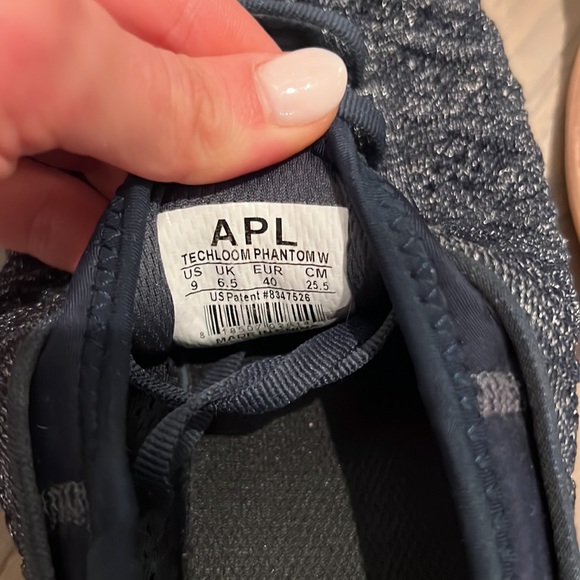 APL
TECHLOOM PHANTOM W
US UK EUR CM
9 6.5 40 25.5
US Patent #8347526